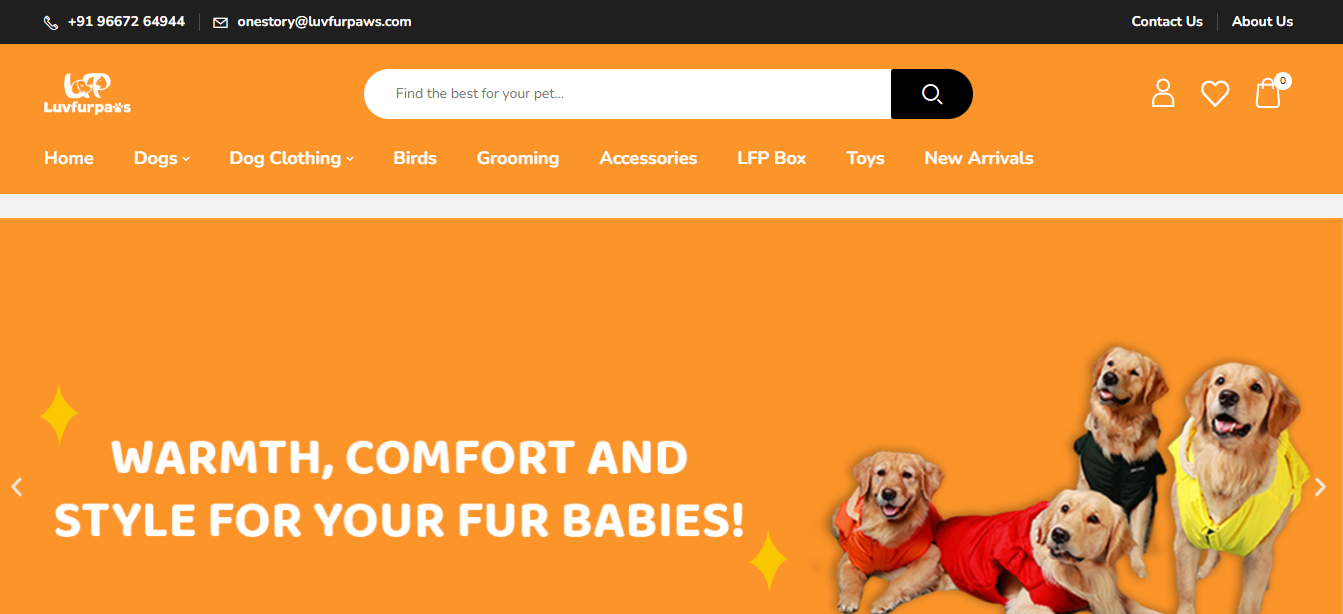 +91 96672 64944
onestory@luvfurpaws.com
Contact Us
About Us
LFP
Luvfurpaws
Find the best for your pet...
0
Home
Dogs
Dog Clothing
Birds
Grooming
Accessories
LFP Box
Toys
New Arrivals
WARMTH, COMFORT AND
STYLE FOR YOUR FUR BABIES!